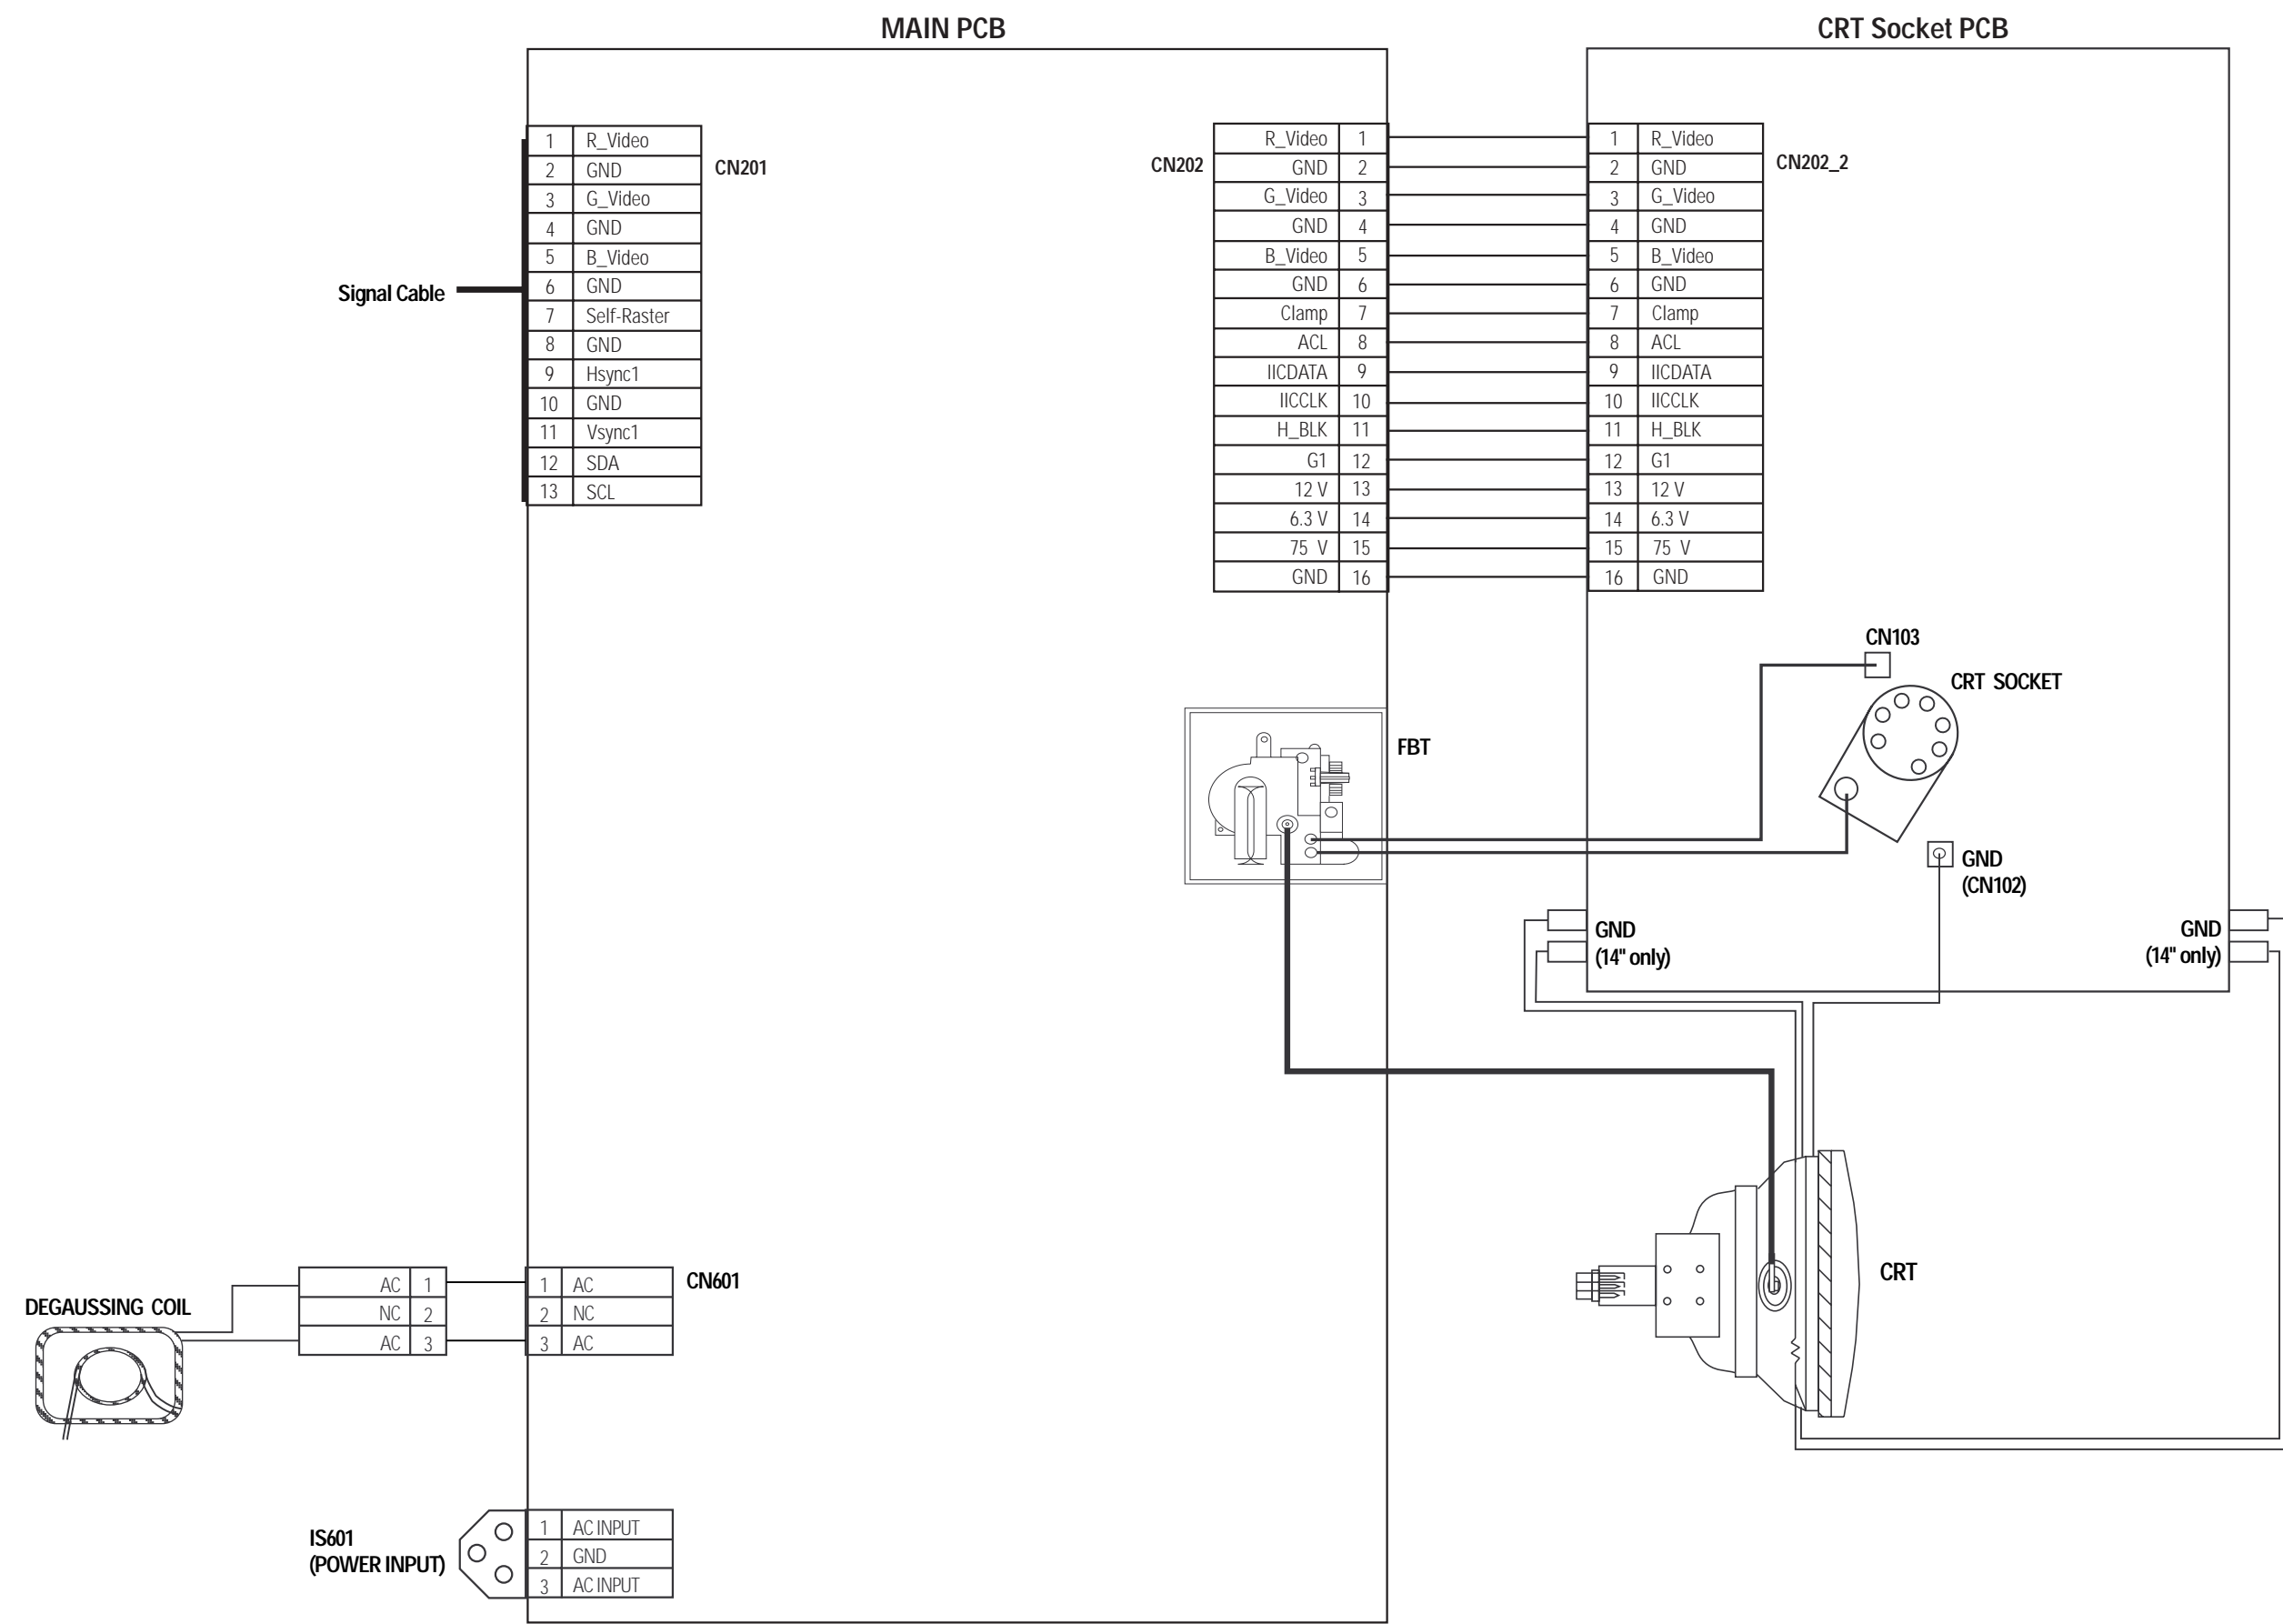 MAIN PCB
CRT Socket PCB
1 R_Video
2 GND
3 G_Video
4 GND
5 B_Video
6 GND
7 Self-Raster
8 GND
9 Hsync1
10 GND
11 Vsync1
12 SDA
13 SCL
CN201
Signal Cable
CN202
R_Video 1
GND 2
G_Video 3
GND 4
B_Video 5
GND 6
Clamp 7
ACL 8
IICDATA 9
IICCLK 10
H_BLK 11
G1 12
12 V 13
6.3 V 14
75 V 15
GND 16
1 R_Video
2 GND
3 G_Video
4 GND
5 B_Video
6 GND
7 Clamp
8 ACL
9 IICDATA
10 IICCLK
11 H_BLK
12 G1
13 12 V
14 6.3 V
15 75 V
16 GND
CN202_2
CN103
CRT SOCKET
FBT
GND
(CN102)
GND
(14" only)
GND
(14" only)
CRT
DEGAUSSING COIL
AC 1
NC 2
AC 3
1 AC
2 NC
3 AC
CN601
IS601
(POWER INPUT)
1 AC INPUT
2 GND
3 AC INPUT